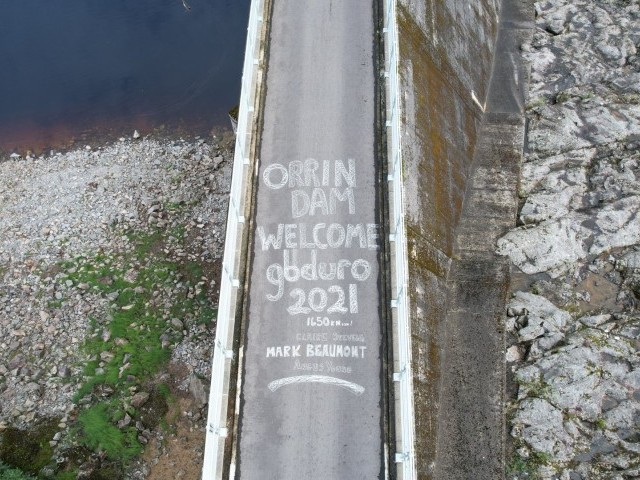 ORRIN
DAM
WELCOME
gbduro
2021
1650km!
MARK BEAUMONT